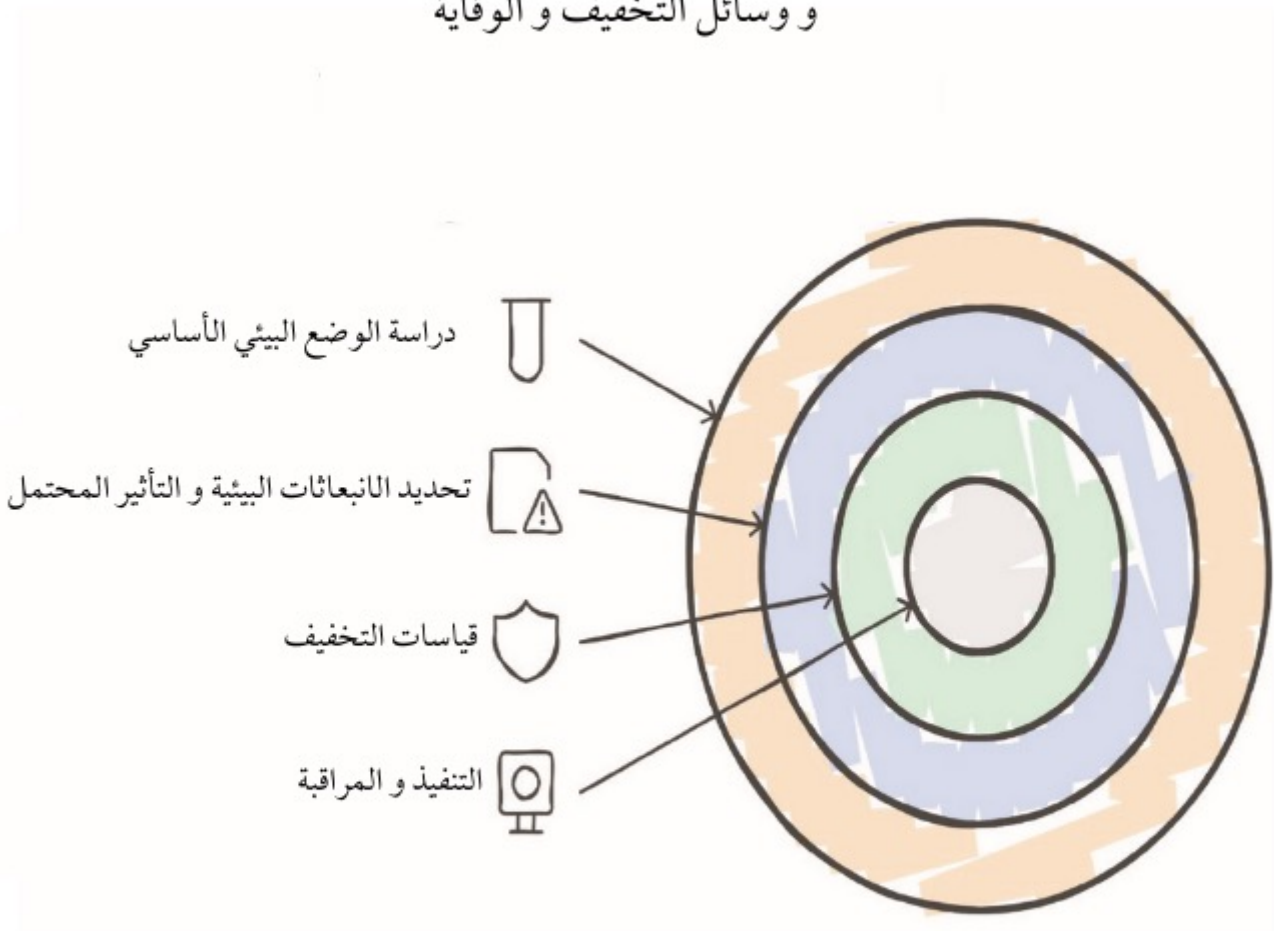 و وسائل التخفيف و الوقاية
دراسة الوضع البيئي الأساسي
تحديد الانبعاثات البيئية و التأثير المحتمل
قياسات التخفيف
التنفيذ و المراقبة